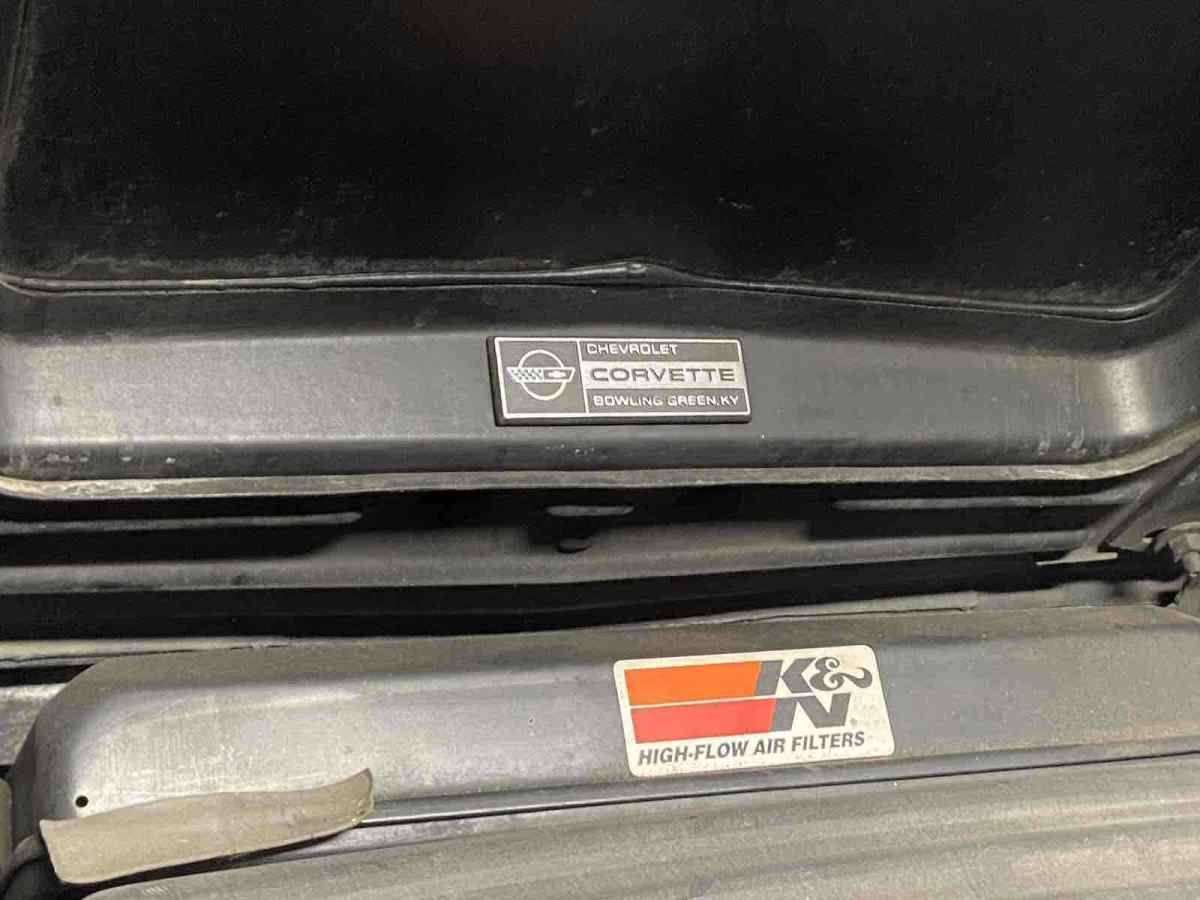 CHEVROLET
CORVETTE
BOWLING GREEN, KY
K&N®
HIGH-FLOW AIR FILTERS